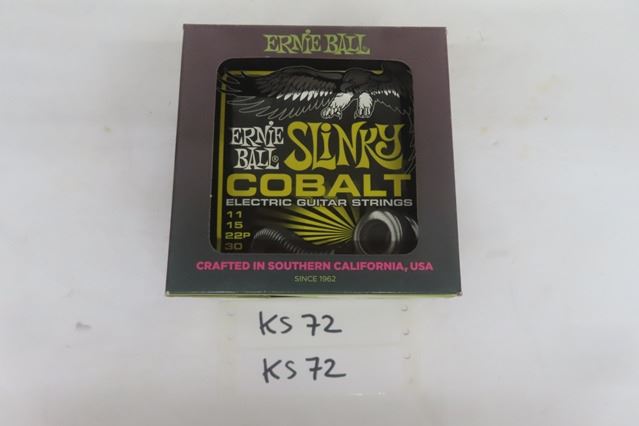 ERNIE BALL
ERNIE
BALL®
SLINKY
COBALT
ELECTRIC GUITAR STRINGS
11
15
22P
30
CRAFTED IN SOUTHERN CALIFORNIA, USA
SINCE 1962
KS 72
KS 72